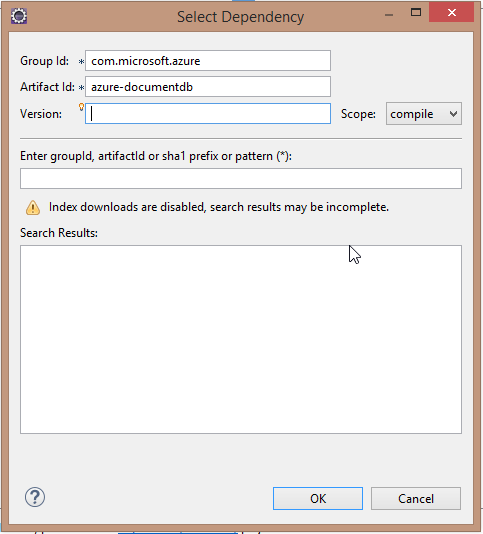 Select Dependency
Group Id: * com.microsoft.azure
Artifact Id: * azure-documentdb
Version: Scope: compile
Enter groupId, artifactId or sha1 prefix or pattern (*):
Index downloads are disabled, search results may be incomplete.
Search Results:
? OK Cancel